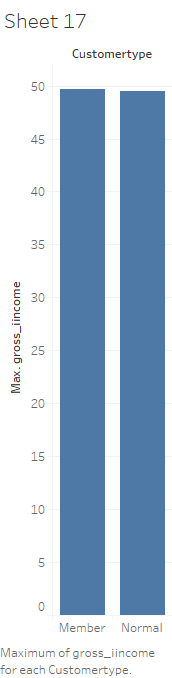 Sheet 17
Customertype
Max. gross_iincome
50
45
40
35
30
25
20
15
10
5
0
Member Normal
Maximum of gross_iincome
for each Customertype.